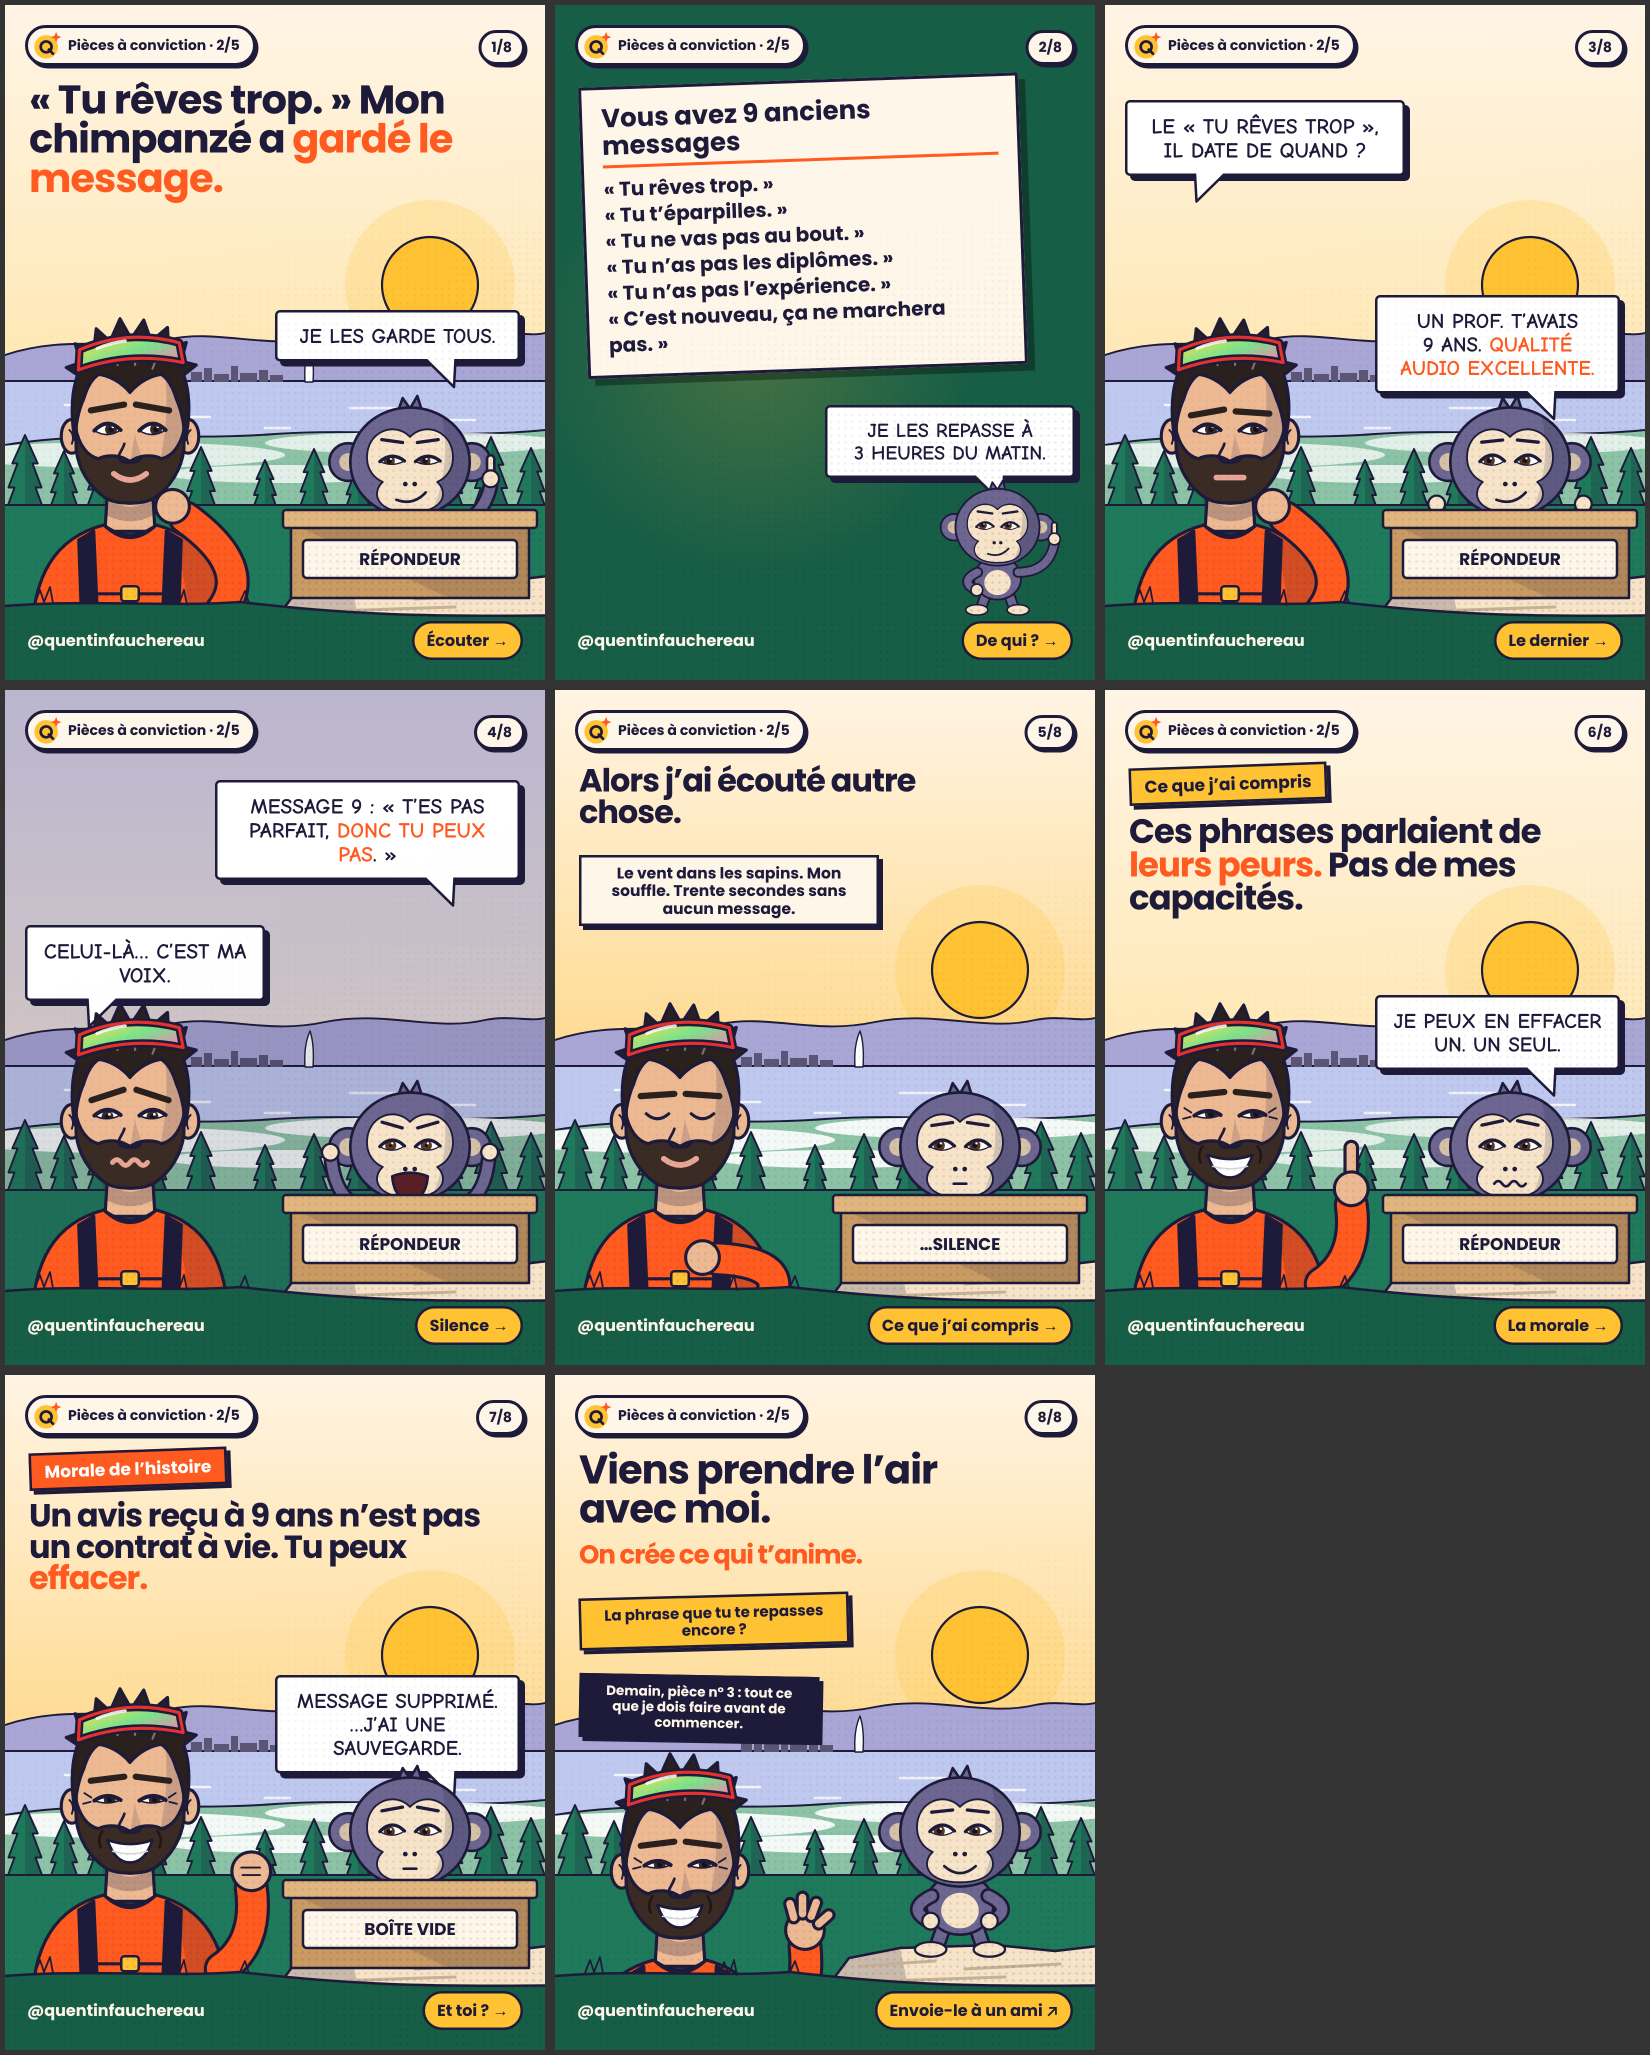 Q Pièces à conviction · 2/5
1/8
« Tu rêves trop. » Mon
chimpanzé a gardé le
message.
JE LES GARDE TOUS.
RÉPONDEUR
@quentinfauchereau
Écouter →
Q Pièces à conviction · 2/5
2/8
Vous avez 9 anciens
messages
« Tu rêves trop. »
« Tu t’éparpilles. »
« Tu ne vas pas au bout. »
« Tu n’as pas les diplômes. »
« Tu n’as pas l’expérience. »
« C’est nouveau, ça ne marchera
pas. »
JE LES REPASSE À
3 HEURES DU MATIN.
@quentinfauchereau
De qui ? →
Q Pièces à conviction · 2/5
3/8
LE « TU RÊVES TROP »,
IL DATE DE QUAND ?
UN PROF. T’AVAIS
9 ANS. QUALITÉ
AUDIO EXCELLENTE.
RÉPONDEUR
@quentinfauchereau
Le dernier →
Q Pièces à conviction · 2/5
4/8
MESSAGE 9 : « T’ES PAS
PARFAIT, DONC TU PEUX
PAS. »
CELUI-LÀ... C’EST MA
VOIX.
RÉPONDEUR
@quentinfauchereau
Silence →
Q Pièces à conviction · 2/5
5/8
Alors j’ai écouté autre
chose.
Le vent dans les sapins. Mon
souffle. Trente secondes sans
aucun message.
...SILENCE
@quentinfauchereau
Ce que j’ai compris →
Q Pièces à conviction · 2/5
6/8
Ce que j’ai compris
Ces phrases parlaient de
leurs peurs. Pas de mes
capacités.
JE PEUX EN EFFACER
UN. UN SEUL.
RÉPONDEUR
@quentinfauchereau
La morale →
Q Pièces à conviction · 2/5
7/8
Morale de l’histoire
Un avis reçu à 9 ans n’est pas
un contrat à vie. Tu peux
effacer.
MESSAGE SUPPRIMÉ.
...J’AI UNE
SAUVEGARDE.
BOÎTE VIDE
@quentinfauchereau
Et toi ? →
Q Pièces à conviction · 2/5
8/8
Viens prendre l’air
avec moi.
On crée ce qui t’anime.
La phrase que tu te repasses
encore ?
Demain, pièce n° 3 : tout ce
que je dois faire avant de
commencer.
@quentinfauchereau
Envoie-le à un ami ↗